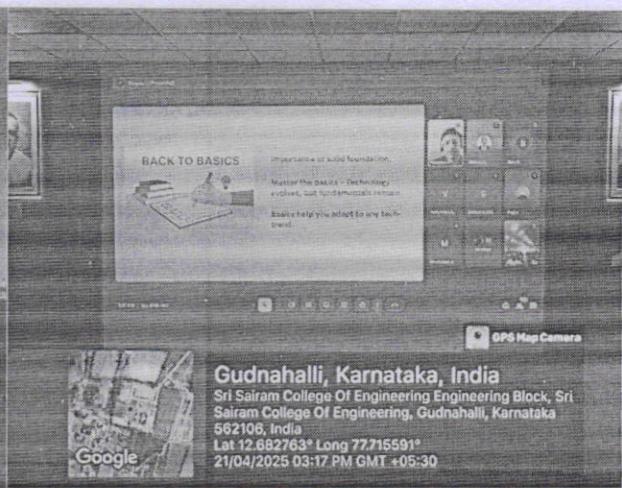 BACK TO BASICS
Importance of solid foundation.
Master the basics - Technology
evolves, but fundamentals remain.
Basics help you adapt to any tech-
trend.
GPS Map Camera
Gudnahalli, Karnataka, India
Sri Sairam College Of Engineering Engineering Block, Sri
Sairam College Of Engineering, Gudnahalli, Karnataka
562106, India
Lat 12.682763° Long 77.715591°
21/04/2025 03:17 PM GMT +05:30
Google